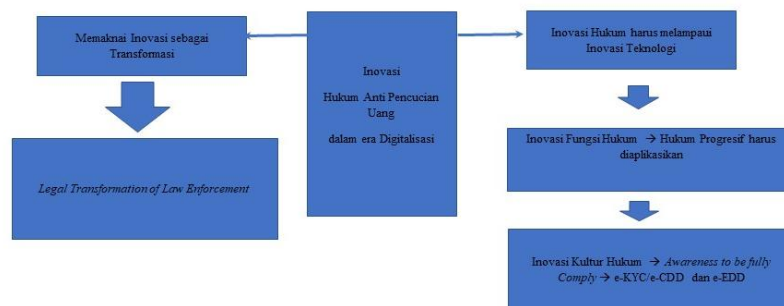 Memaknai Inovasi sebagai
Transformasi
Legal Transformation of Law Enforcement
Inovasi
Hukum Anti Pencucian
Uang
dalam era Digitalisasi
Inovasi Hukum harus melampaui
Inovasi Teknologi
Inovasi Fungsi Hukum → Hukum Progresif harus
diaplikasikan
Inovasi Kultur Hukum → Awareness to be fully
Comply → e-KYC/e-CDD dan e-EDD